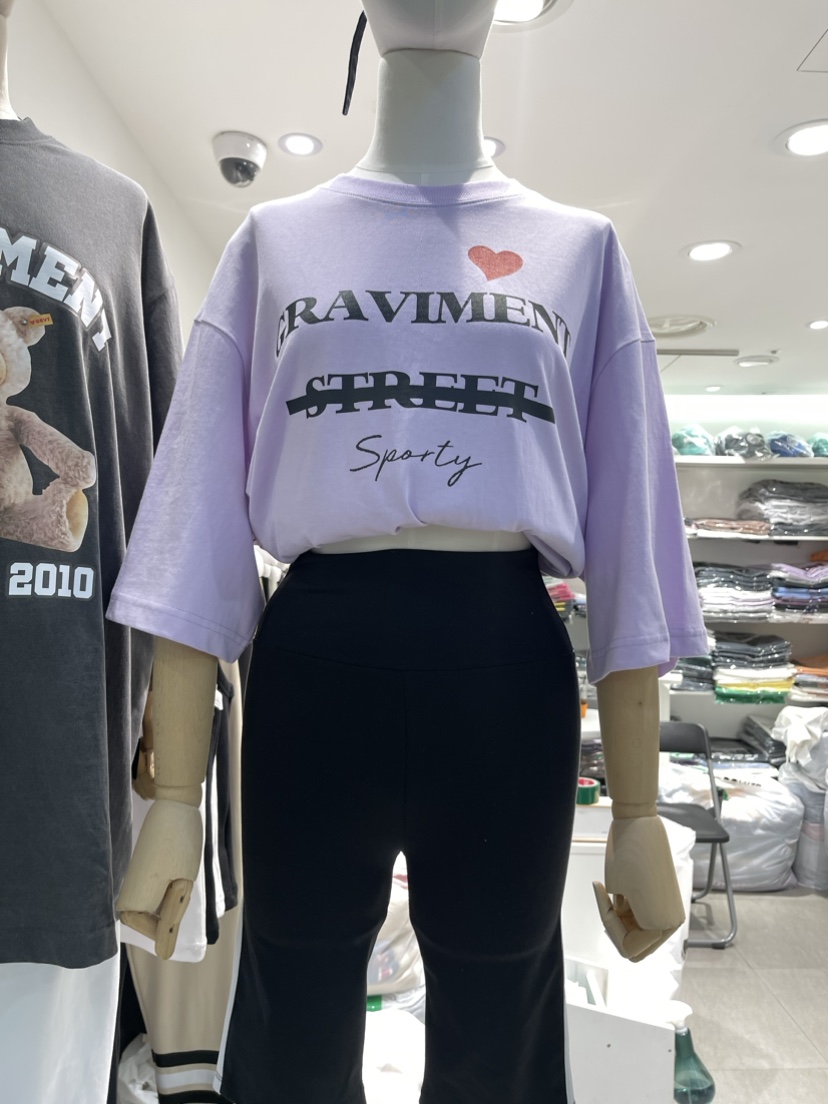 MENT
2010
GRAVIMENT
STREET
Sporty